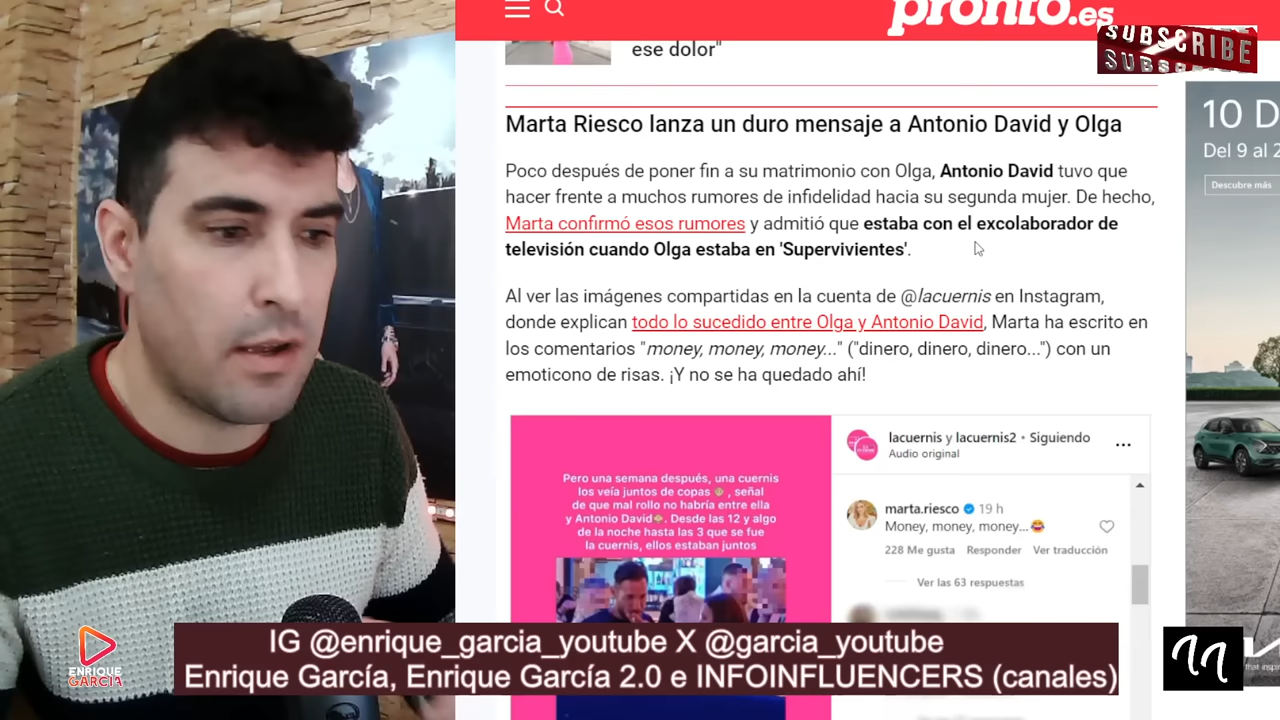 pronto.es
SUBSCRIBE
ese dolor"
Marta Riesco lanza un duro mensaje a Antonio David y Olga
Poco después de poner fin a su matrimonio con Olga, Antonio David tuvo que
hacer frente a muchos rumores de infidelidad hacia su segunda mujer. De hecho,
Marta confirmó esos rumores y admitió que estaba con el excolaborador de
televisión cuando Olga estaba en 'Supervivientes'.
Al ver las imágenes compartidas en la cuenta de @lacuernis en Instagram,
donde explican todo lo sucedido entre Olga y Antonio David, Marta ha escrito en
los comentarios "money, money, money..." ("dinero, dinero, dinero...") con un
emoticono de risas. ¡Y no se ha quedado ahí!
Pero una semana después, una cuernis
los veía juntos de copas , señal
de que mal rollo no habría entre ella
y Antonio David. Desde las 12 y algo
de la noche hasta las 3 que se fue
la cuernis, ellos estaban juntos
lacuernis y lacuernis2 • Siguiendo
Audio original
marta.riesco 19 h
Money, money, money...😂
228 Me gusta Responder Ver traducción
Ver las 63 respuestas
10 D
Del 9 al 2
Descubre más
that inspir
ENRIQUE
GARCÍA
IG @enrique_garcia_youtube X @garcia_youtube
Enrique García, Enrique García 2.0 e INFOINFLUENCERS (canales)